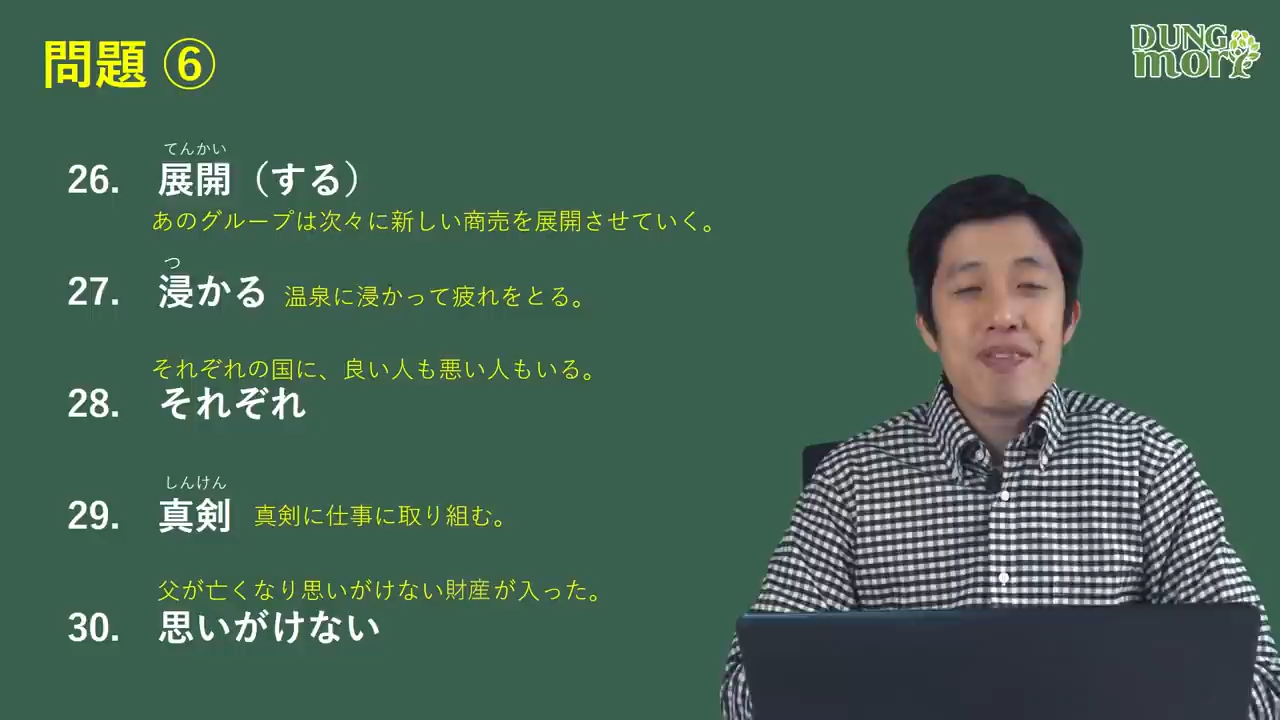 問題 ⑥
DUNG
mori
てんかい
26. 展開（する）
あのグループは次々に新しい商売を展開させていく。
つ
27. 浸かる 温泉に浸かって疲れをとる。
それぞれの国に、良い人も悪い人もいる。
28. それぞれ
しんけん
29. 真剣 真剣に仕事に取り組む。
父が亡くなり思いがけない財産が入った。
30. 思いがけない